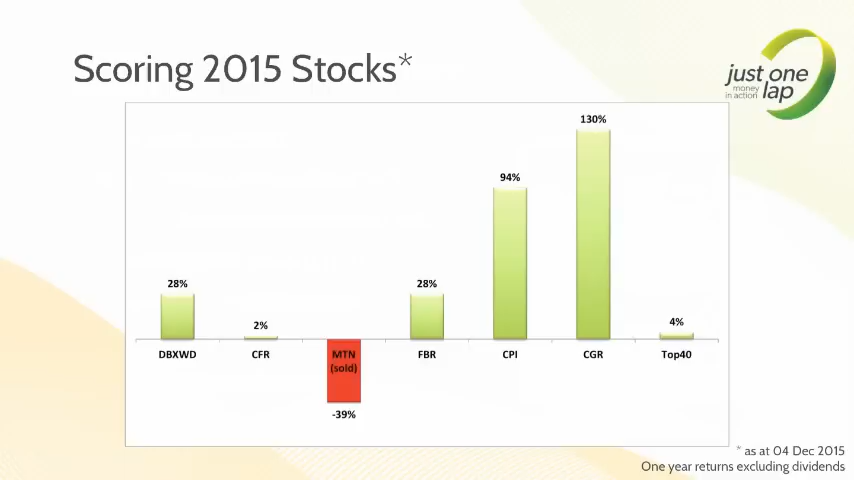 Scoring 2015 Stocks*
just one
money
in action lap
130%
94%
28%
28%
2%
4%
DBXWD
CFR
MTN
(sold)
FBR
CPI
CGR
Top40
-39%
* as at 04 Dec 2015
One year returns excluding dividends